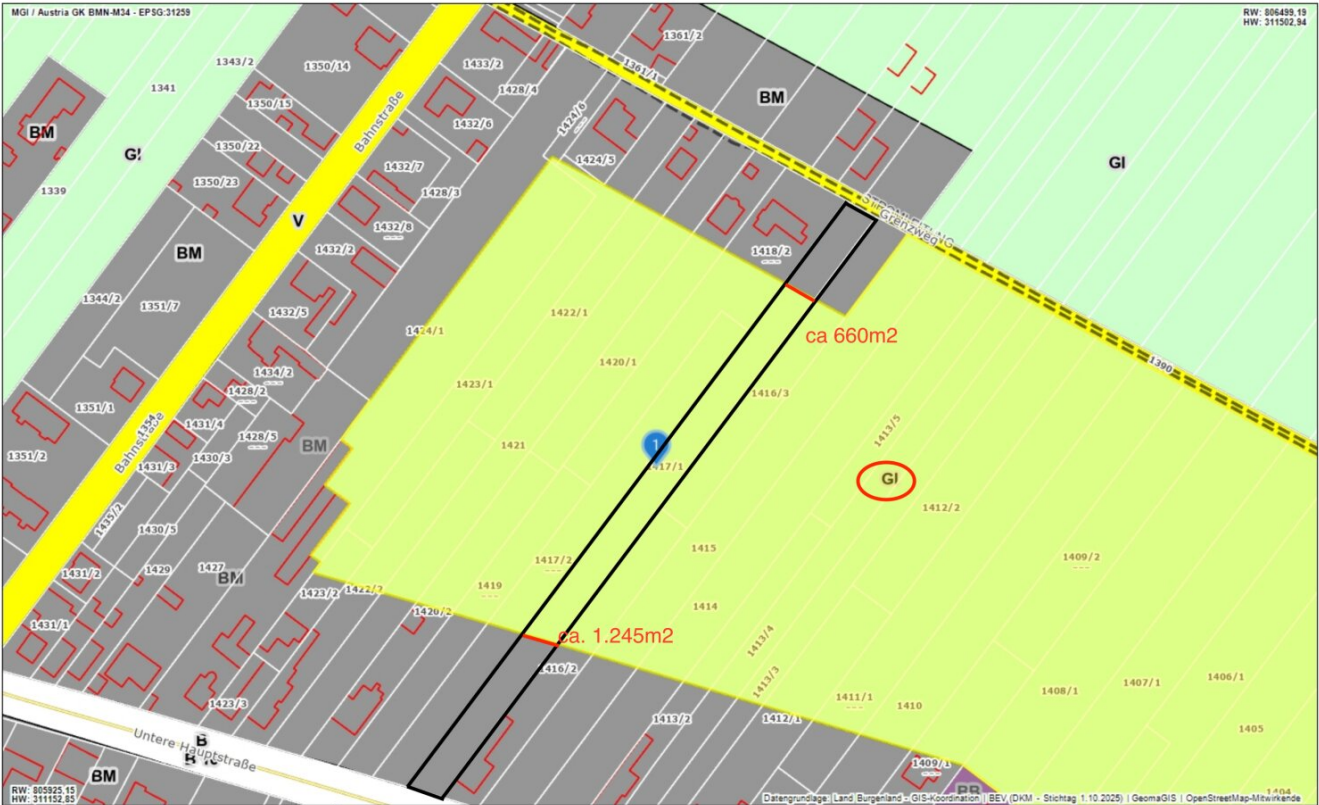 MGI / Austria GK BMN-M34 - EPSG:31259
RW: 806499,19
HW: 311502,94
1361/2
1343/2
1350/14
1433/2
1361/1
1341
1428/4
BM
1350/15
1432/6
1424/6
BM
Bahnstraße
GI
1350/22
1432/7
1424/5
GI
1339
1350/23
1428/3
STROMLEITUNG
Grenzweg
V
1432/8
1432/2
1418/2
BM
1344/2
1351/7
1432/5
1422/1
1424/1
ca 660m2
1420/1
1390
1434/2
1423/1
1416/3
1428/2
1351/1
1354
1431/4
Bahnstraße
1428/5
BM
1421
1
1413/5
1351/2
1430/3
1431/3
1417/1
GI
1435/2
1412/2
1430/5
1415
1409/2
1431/2
1429
1427
BM
1417/2
1419
1423/2
1422/2
1420/2
1414
1431/1
ca. 1.245m2
1413/4
1416/2
1413/3
1407/1
1406/1
1408/1
1411/1
1410
1423/3
1413/2
1412/1
1405
Untere Hauptstraße
B
1409/1
BM
BB
1404
RW: 805925,15
HW: 311152,85
Datengrundlage: Land Burgenland - GIS-Koordination | BEV (DKM - Stichtag 1.10.2025) | GeomaGIS | OpenStreetMap-Mitwirkende